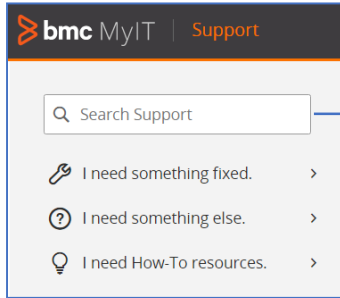 bmc MyIT Support
Search Support
I need something fixed.
I need something else.
I need How-To resources.